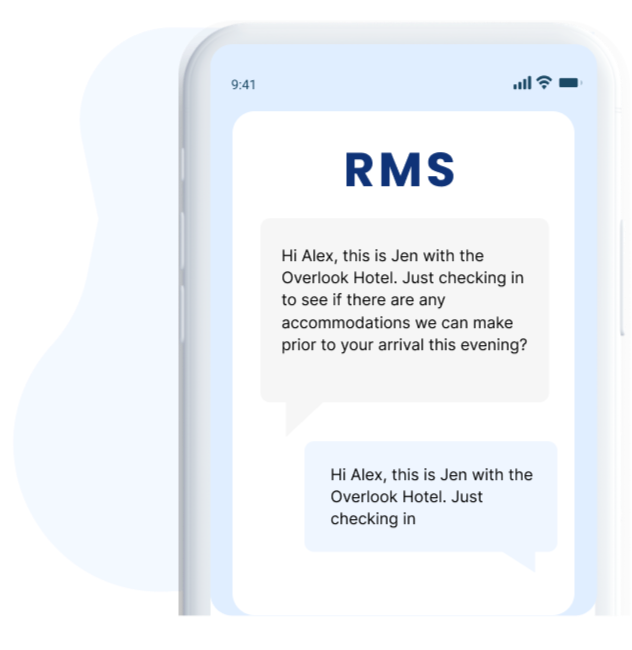 9:41
RMS
Hi Alex, this is Jen with the
Overlook Hotel. Just checking in
to see if there are any
accommodations we can make
prior to your arrival this evening?
Hi Alex, this is Jen with the
Overlook Hotel. Just
checking in